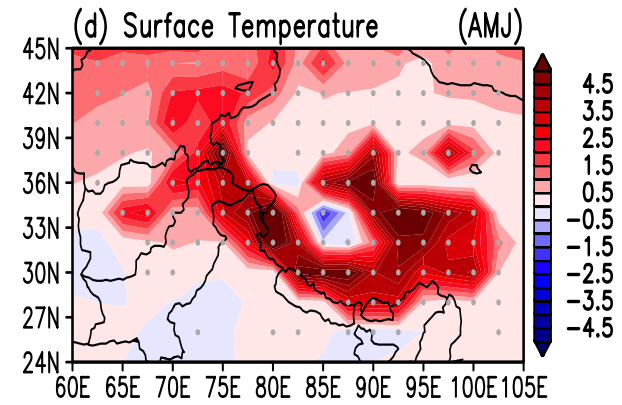 (d) Surface Temperature (AMJ)
45N
42N
39N
36N
33N
30N
27N
24N
60E 65E 70E 75E 80E 85E 90E 95E 100E 105E
4.5
3.5
2.5
1.5
0.5
−0.5
−1.5
−2.5
−3.5
−4.5